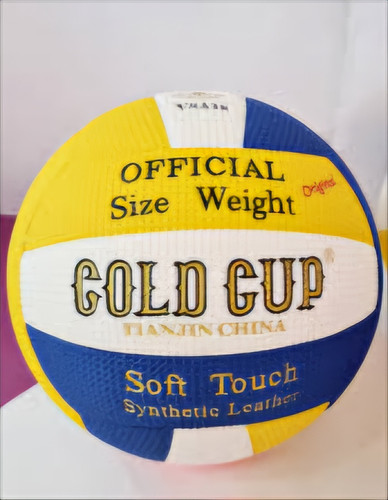 OFFICIAL
Size Weight
Original
GOLD CUP
TIANJIN CHINA
Soft Touch
Synthetic Leather